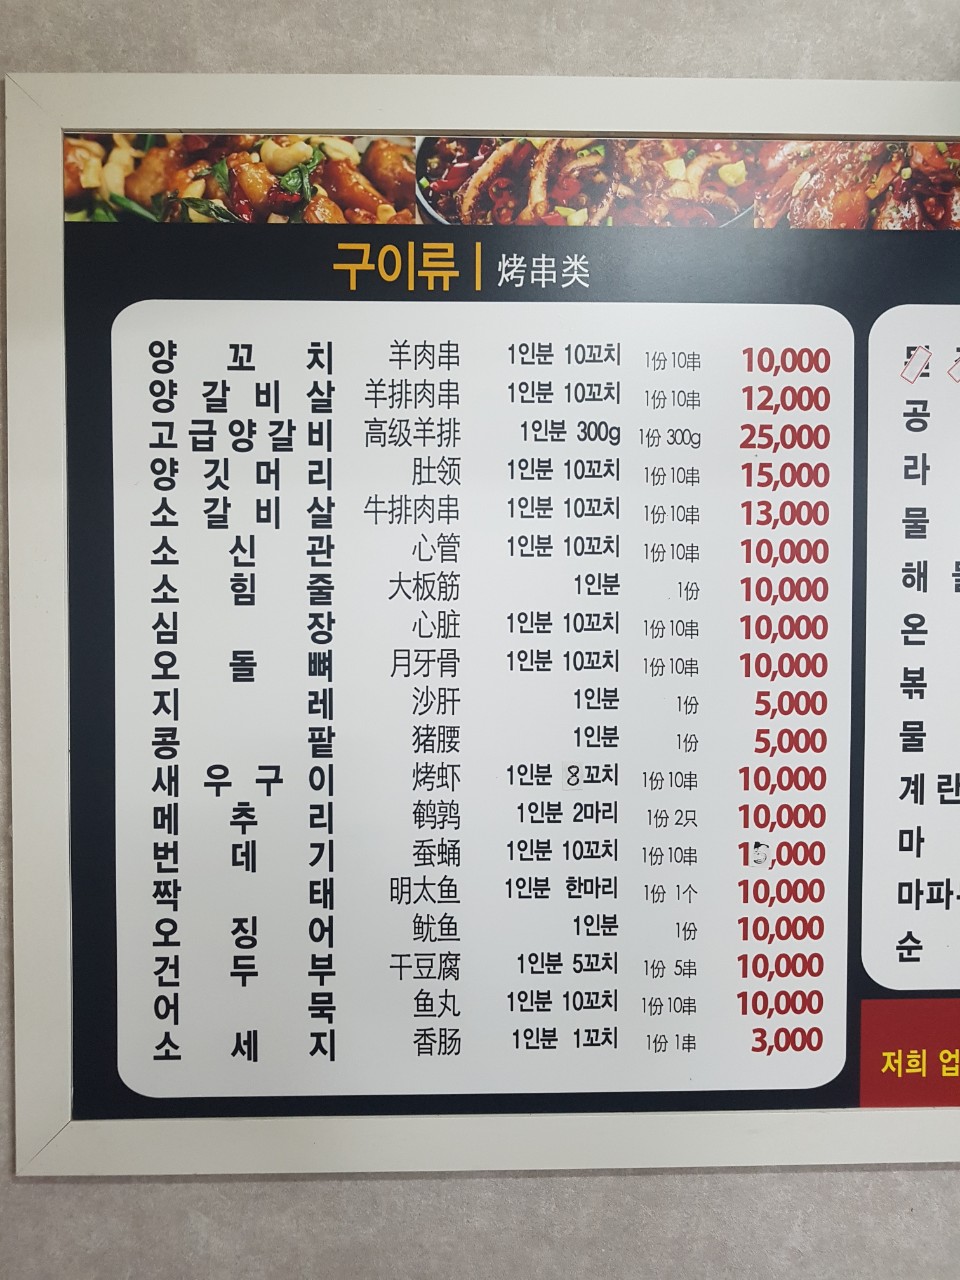 구이류 | 烤串类
양꼬치 羊肉串 1인분 10꼬치 1份 10串 10,000
양갈비살 羊排肉串 1인분 10꼬치 1份 10串 12,000
고급양갈비 高级羊排 1인분 300g 1份 300g 25,000
양깃머리 肚领 1인분 10꼬치 1份 10串 15,000
소갈비살 牛排肉串 1인분 10꼬치 1份 10串 13,000
소신관 心管 1인분 10꼬치 1份 10串 10,000
소힘줄 大板筋 1인분 1份 10,000
심장 心脏 1인분 10꼬치 1份 10串 10,000
오돌뼈 月牙骨 1인분 10꼬치 1份 10串 10,000
지레 沙肝 1인분 1份 5,000
콩팥 猪腰 1인분 1份 5,000
새우구이 烤虾 1인분 8꼬치 1份 10串 10,000
메추리 鹌鹑 1인분 2마리 1份 2只 10,000
번데기 蚕蛹 1인분 10꼬치 1份 10串 15,000
짝태 明太鱼 1인분 한마리 1份 1个 10,000
오징어 鱿鱼 1인분 1份 10,000
건두부 干豆腐 1인분 5꼬치 1份 5串 10,000
어묵 鱼丸 1인분 10꼬치 1份 10串 10,000
소세지 香肠 1인분 1꼬치 1份 1串 3,000
공
라
물
해
온
볶
물
계란
마
마파
순
저희 업